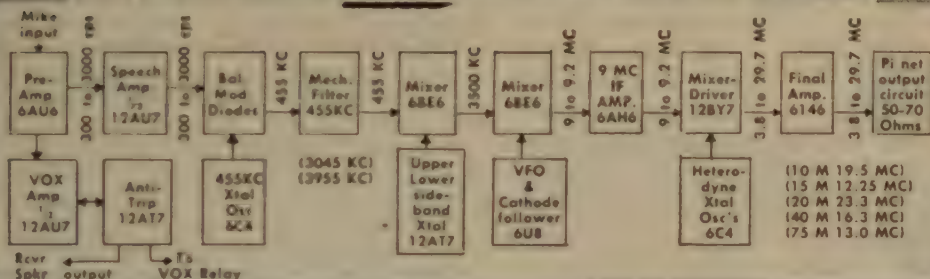 Mike
input
Pre-
Amp
6AU6
300 to 3000 cps
Speech
Amp
1/2
12AU7
300 to 3000 cps
Bal
Mod
Diodes
455 KC
Mech.
Filter
455KC
455 KC
Mixer
6BE6
3500 KC
Mixer
6BE6
9 to 9.2 MC
9 MC
IF
AMP.
6AH6
9 to 9.2 MC
Mixer-
Driver
12BY7
3.8 to 29.7 MC
Final
Amp.
6146
3.8 to 29.7 MC
Pi net
output
circuit
50-70
Ohms
VOX
Amp
1/2
12AU7
Anti-
Trip
12AT7
455KC
Xtal
Osc
6C4
(3045 KC)
(3955 KC)
Upper
Lower
side-
band
Xtal
12AT7
VFO
&
Cathode
follower
6U8
Hetero-
dyne
Xtal
Osc's
6C4
(10 M 19.5 MC)
(15 M 12.25 MC)
(20 M 23.3 MC)
(40 M 16.3 MC)
(75 M 13.0 MC)
Rcvr
Spkr output
To
VOX Relay